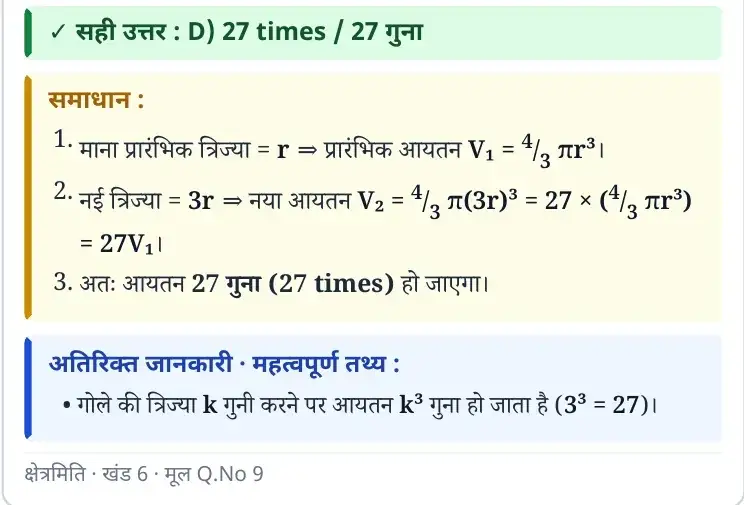 ✓ सही उत्तर : D) 27 times / 27 गुना
समाधान :
1. माना प्रारंभिक त्रिज्या = r ⇒ प्रारंभिक आयतन V₁ = ⁴/₃ πr³।
2. नई त्रिज्या = 3r ⇒ नया आयतन V₂ = ⁴/₃ π(3r)³ = 27 × (⁴/₃ πr³)
= 27V₁।
3. अतः आयतन 27 गुना (27 times) हो जाएगा।
अतिरिक्त जानकारी · महत्वपूर्ण तथ्य :
• गोले की त्रिज्या k गुनी करने पर आयतन k³ गुना हो जाता है (3³ = 27)।
क्षेत्रमिति · खंड 6 · मूल Q.No 9